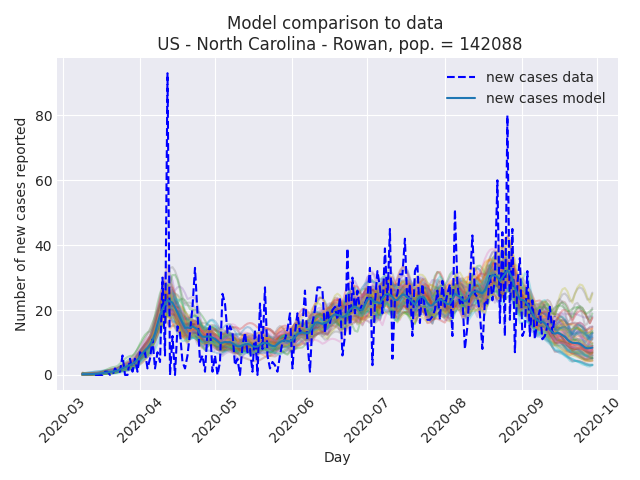 Model comparison to data
US - North Carolina - Rowan, pop. = 142088
new cases data
new cases model
Number of new cases reported
80
60
40
20
0
2020-03
2020-04
2020-05
2020-06
2020-07
2020-08
2020-09
2020-10
Day